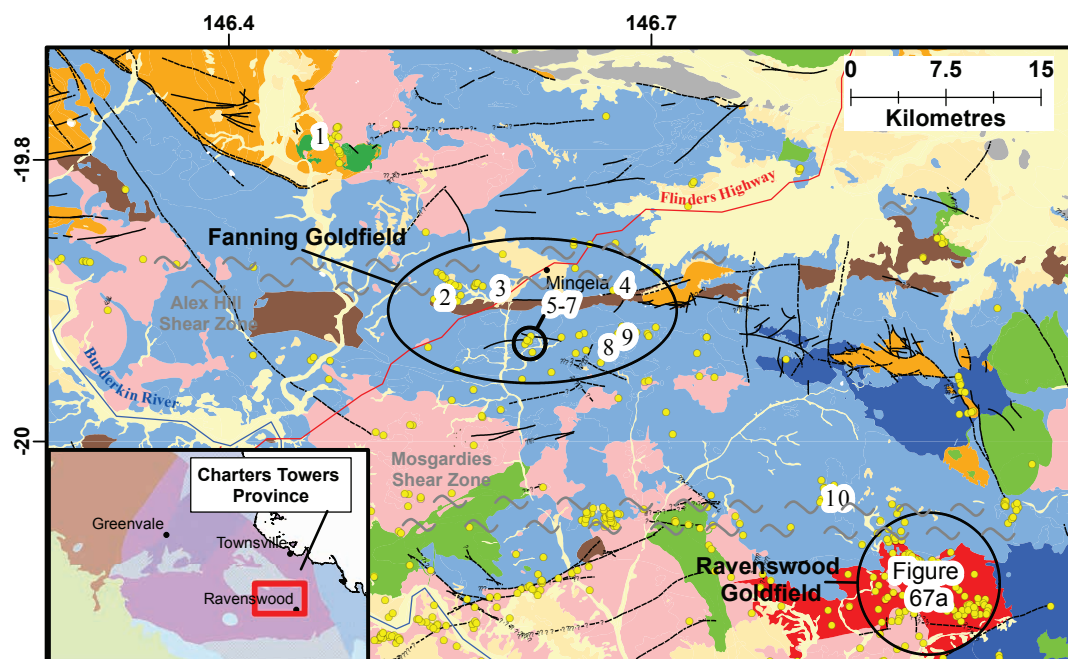 146.4
146.7
0
7.5
15
Kilometres
-19.8
1
Flinders Highway
Fanning Goldfield
Mingela
2
3
4
5-7
Alex Hill
Shear Zone
8
9
Burderkin River
-20
Mosgardies
Shear Zone
Charters Towers
Province
10
Greenvale
Townsville
Ravenswood
Ravenswood
Goldfield
Figure
67a